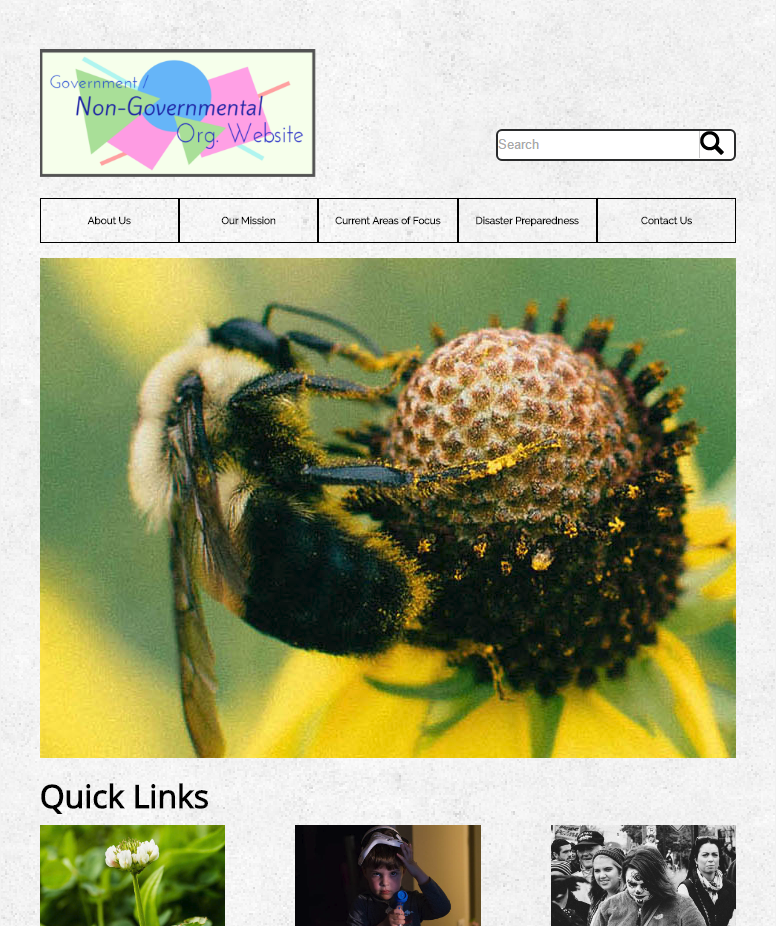 Government /
Non-Governmental
Org. Website
Search
About Us
Our Mission
Current Areas of Focus
Disaster Preparedness
Contact Us
Quick Links